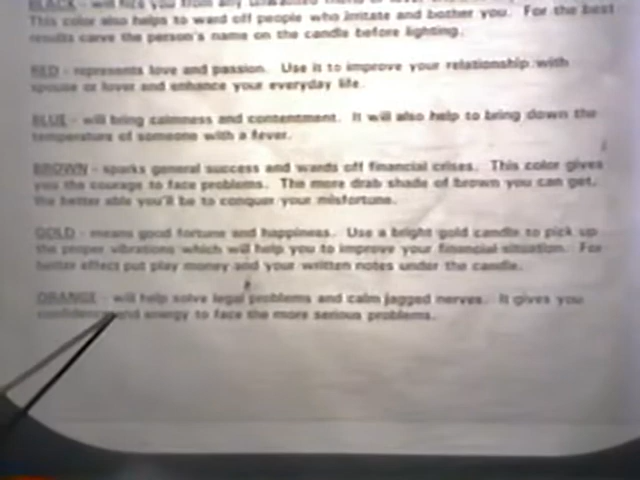 BLACK - will rid you from any unwanted
This color also helps to ward off people who irritate and bother you. For the best
results carve the person's name on the candle before lighting.
RED - represents love and passion. Use it to improve your relationship with
spouse or lover and enhance your everyday life.
BLUE - will bring calmness and contentment. It will also help to bring down the
temperature of someone with a fever.
BROWN - sparks general success and wards off financial crises. This color gives
you the courage to face problems. The more drab shade of brown you can get,
the better able you'll be to conquer your misfortune.
GOLD - means good fortune and happiness. Use a bright gold candle to pick up
the proper vibrations which will help you to improve your financial situation. For
better effect put play money and your written notes under the candle.
ORANGE - will help solve legal problems and calm jagged nerves. It gives you
confidence and energy to face the more serious problems.